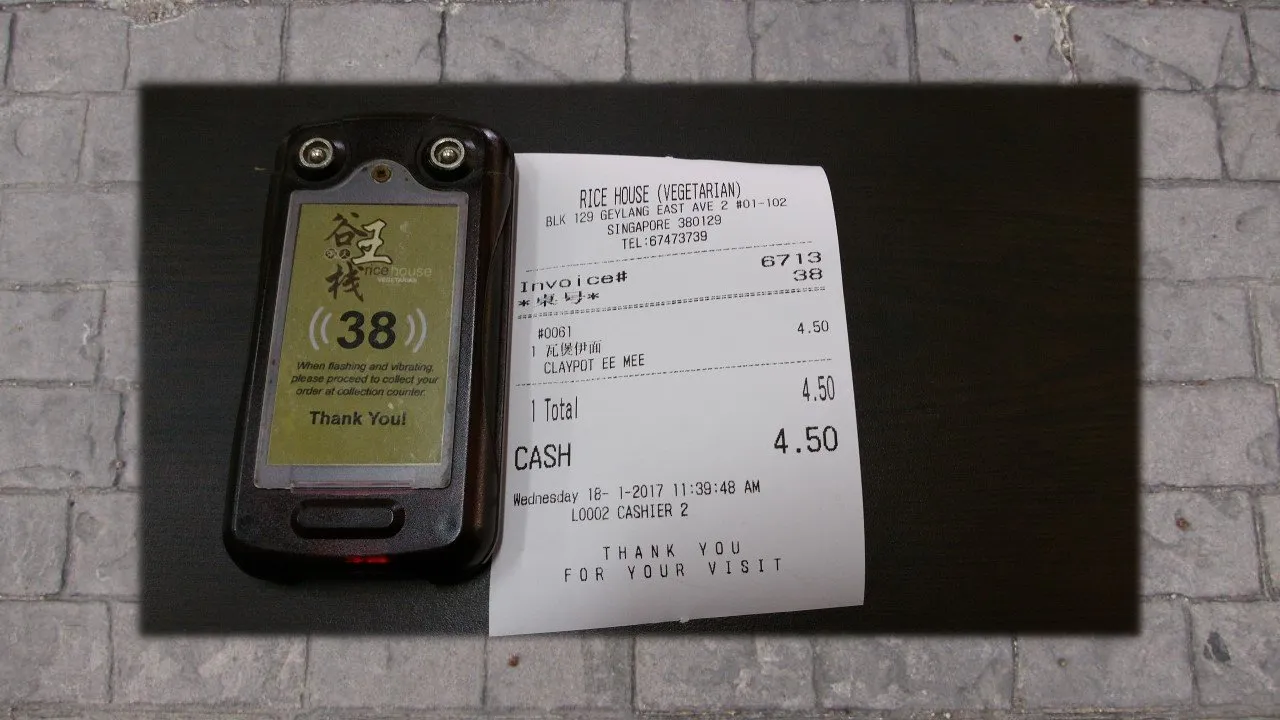 谷
王
栈
rice house
VEGETARIAN
38
When flashing and vibrating,
please proceed to collect your
order at collection counter.
Thank You!
RICE HOUSE (VEGETARIAN)
BLK 129 GEYLANG EAST AVE 2 #01-102
SINGAPORE 380129
TEL:67473739
Invoice# 6713
*桌号* 38
#0061 4.50
1 瓦煲伊面
CLAYPOT EE MEE
1 Total 4.50
CASH 4.50
Wednesday 18- 1-2017 11:39:48 AM
L0002 CASHIER 2
THANK YOU
FOR YOUR VISIT